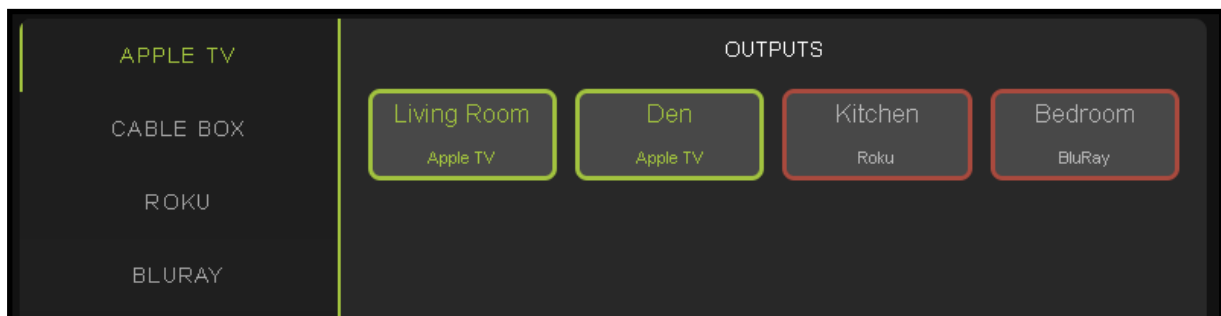 APPLE TV
CABLE BOX
ROKU
BLURAY
OUTPUTS
Living Room
Apple TV
Den
Apple TV
Kitchen
Roku
Bedroom
BluRay